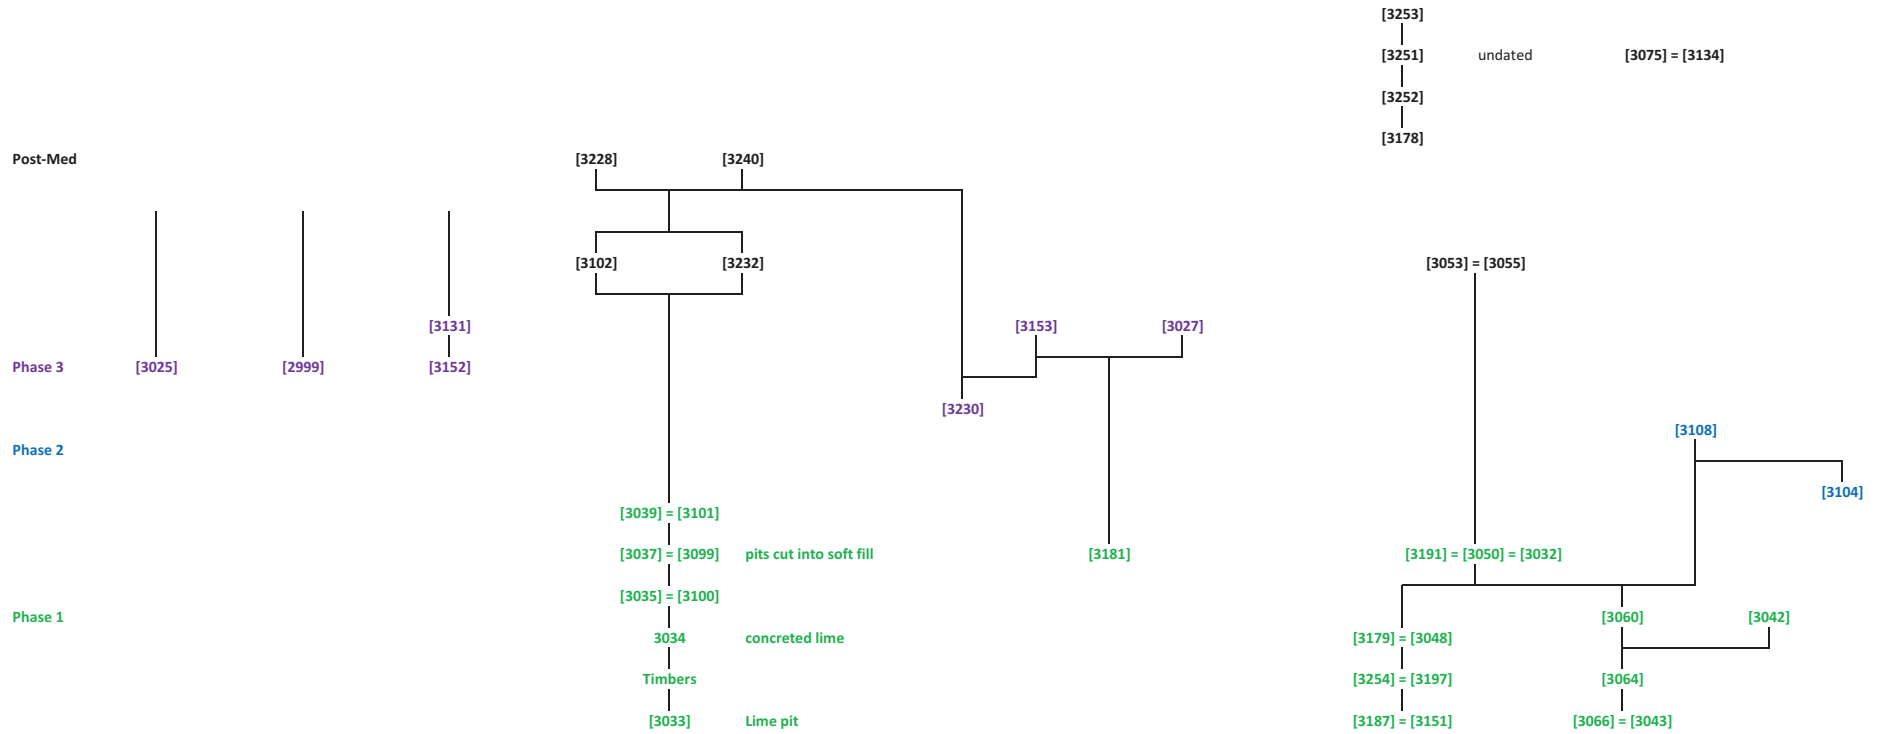 [3253]
[3251] undated [3075] = [3134]
[3252]
[3178]
Post-Med [3228] [3240]
[3102] [3232] [3053] = [3055]
[3131] [3153] [3027]
Phase 3 [3025] [2999] [3152]
[3230]
[3108]
Phase 2
[3104]
[3039] = [3101]
[3037] = [3099] pits cut into soft fill [3181] [3191] = [3050] = [3032]
[3035] = [3100]
Phase 1 [3060] [3042]
3034 concreted lime [3179] = [3048]
Timbers [3254] = [3197] [3064]
[3033] Lime pit [3187] = [3151] [3066] = [3043]